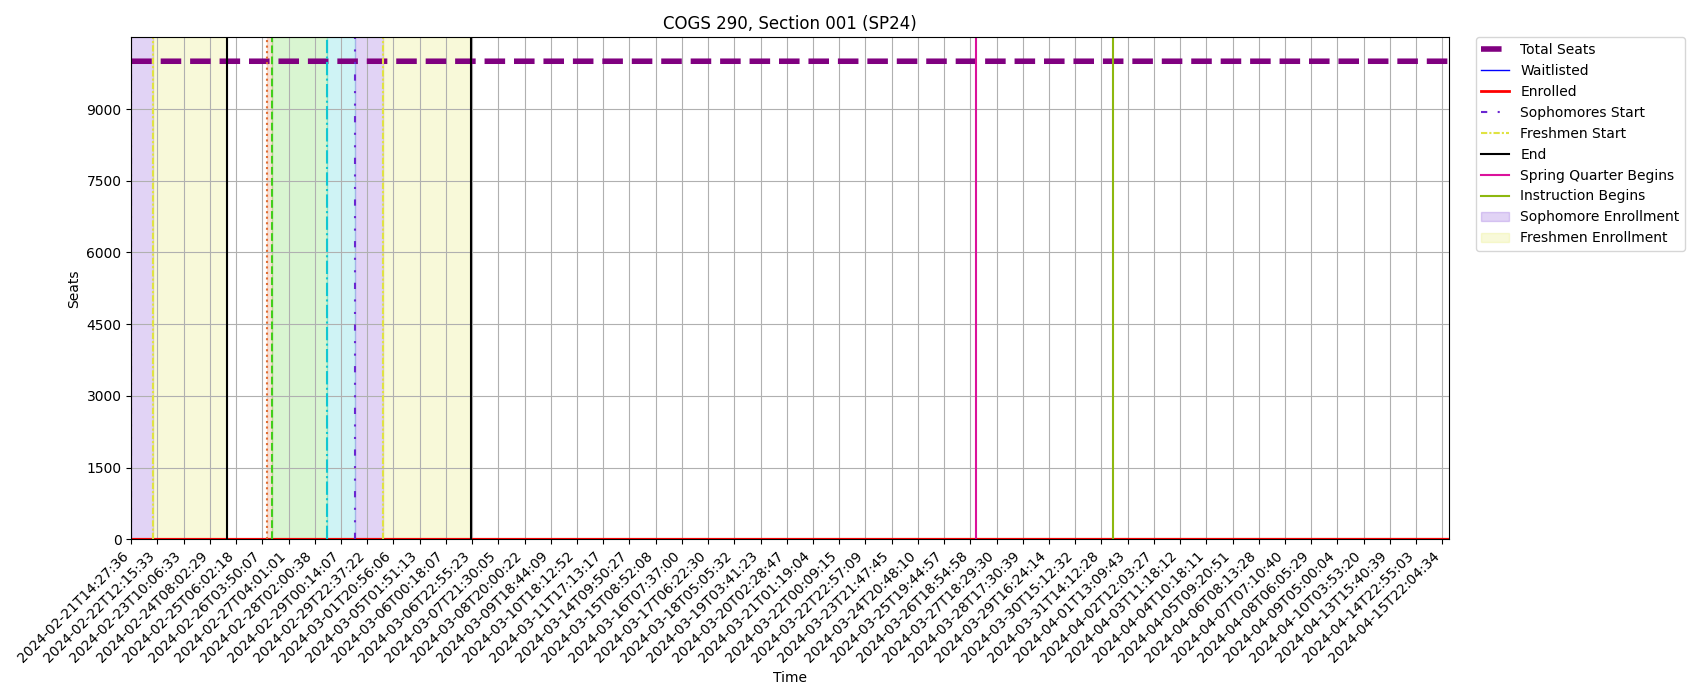 COGS 290, Section 001 (SP24)
Total Seats
Waitlisted
Enrolled
Sophomores Start
Freshmen Start
End
Spring Quarter Begins
Instruction Begins
Sophomore Enrollment
Freshmen Enrollment
Seats
9000
7500
6000
4500
3000
1500
0
2024-02-21T14:27:36
2024-02-22T12:15:33
2024-02-23T10:06:33
2024-02-24T08:02:29
2024-02-25T06:02:18
2024-02-26T03:50:07
2024-02-27T04:01:01
2024-02-28T02:00:38
2024-02-29T00:14:07
2024-02-29T22:37:22
2024-03-01T20:56:06
2024-03-05T01:51:13
2024-03-06T00:18:07
2024-03-06T22:55:23
2024-03-07T21:30:05
2024-03-08T20:00:22
2024-03-09T18:44:09
2024-03-10T18:12:52
2024-03-11T17:13:17
2024-03-14T09:50:27
2024-03-15T08:52:08
2024-03-16T07:37:00
2024-03-17T06:22:30
2024-03-18T05:05:32
2024-03-19T03:41:23
2024-03-20T02:28:47
2024-03-21T01:19:04
2024-03-22T00:09:15
2024-03-22T22:57:09
2024-03-23T21:47:45
2024-03-24T20:48:10
2024-03-25T19:44:57
2024-03-26T18:54:58
2024-03-27T18:29:30
2024-03-28T17:30:39
2024-03-29T16:24:14
2024-03-30T15:12:32
2024-03-31T14:12:28
2024-04-01T13:09:43
2024-04-02T12:03:27
2024-04-03T11:18:12
2024-04-04T10:18:11
2024-04-05T09:20:51
2024-04-06T08:13:28
2024-04-07T07:10:40
2024-04-08T06:05:29
2024-04-09T05:00:04
2024-04-10T03:53:20
2024-04-13T15:40:39
2024-04-14T22:55:03
2024-04-15T22:04:34
Time